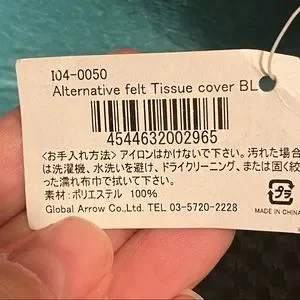 I04-0050
Alternative felt Tissue cover BL
4544632002965
<お手入れ方法>アイロンはかけないで下さい。汚れた場合
は洗濯機、水洗いを避け、ドライクリーニング、または固く絞
った濡れ布巾で拭いて下さい。
素材:ポリエステル 100%
Global Arrow Co.,Ltd. TEL 03-5720-2228
プラ
MADE IN CHINA